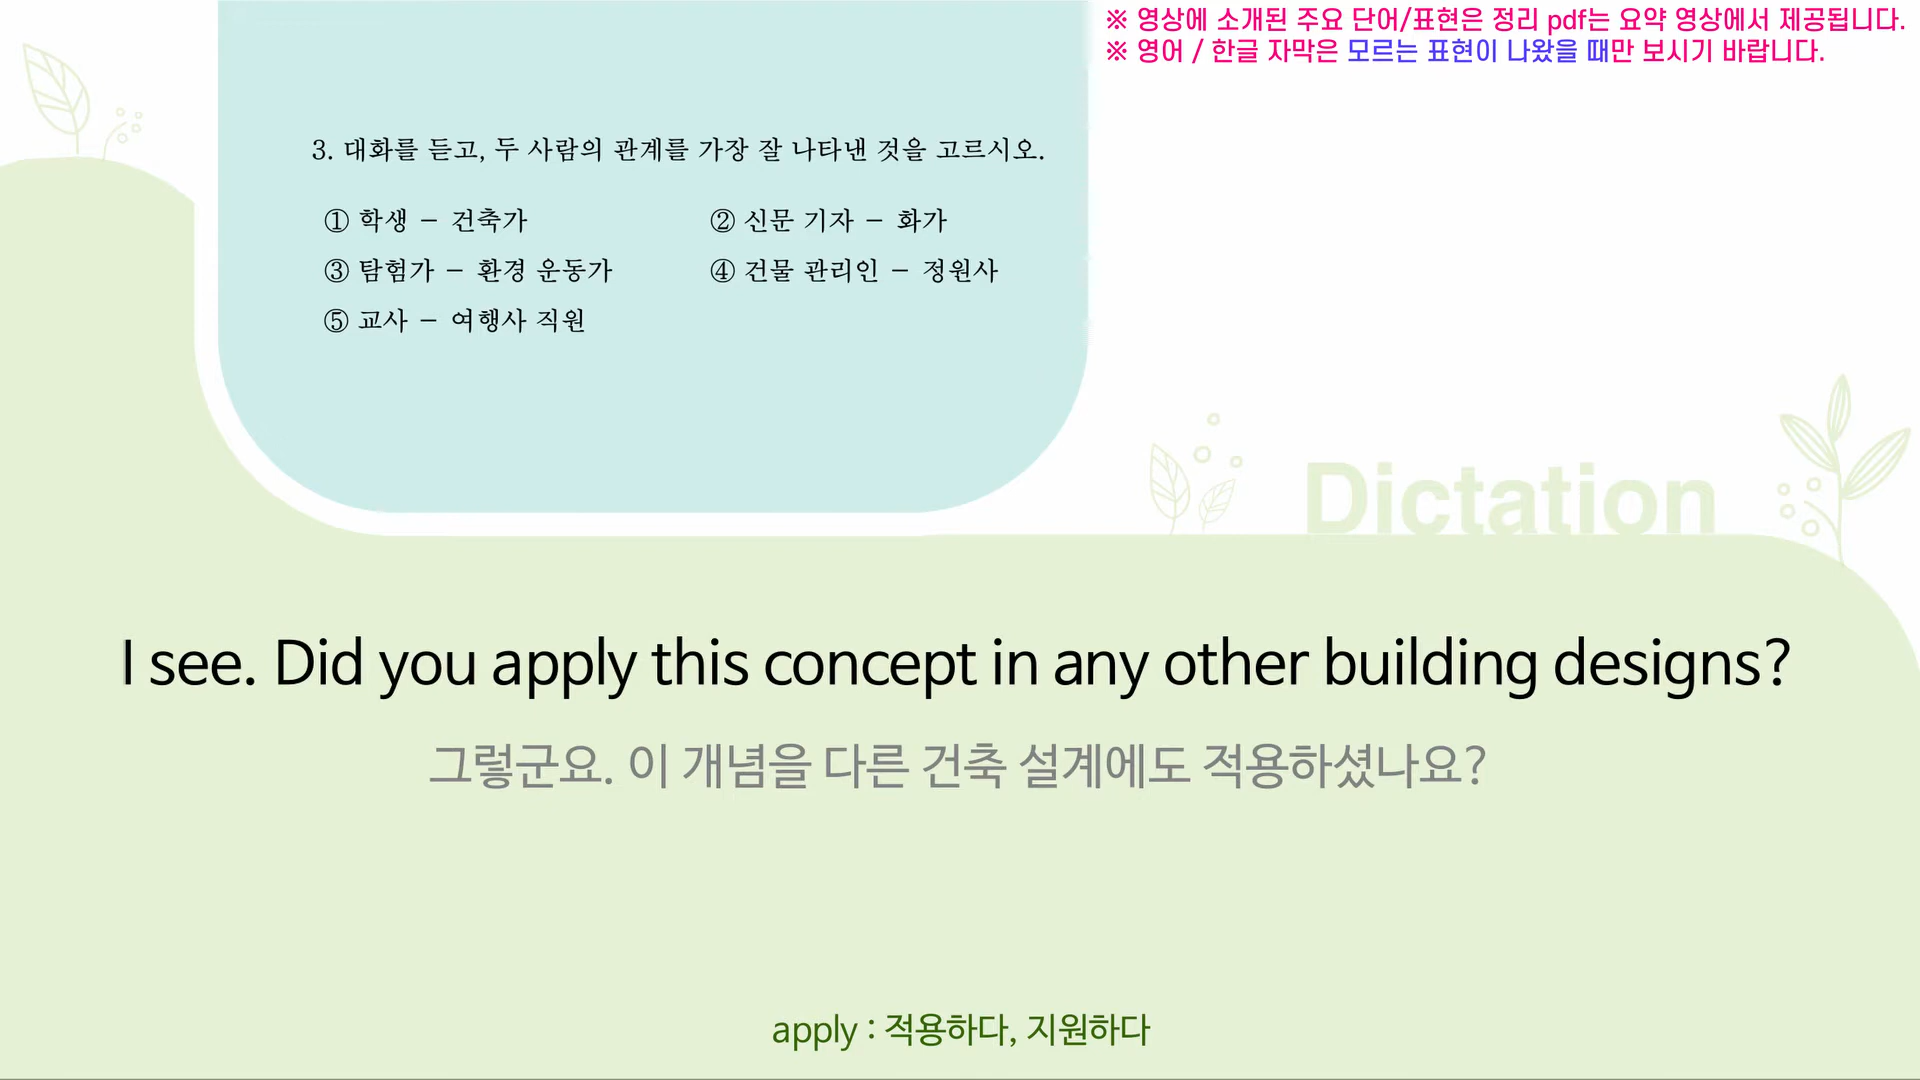 ※ 영상에 소개된 주요 단어/표현은 정리 pdf는 요약 영상에서 제공됩니다.
※ 영어 / 한글 자막은 모르는 표현이 나왔을 때만 보시기 바랍니다.
3. 대화를 듣고, 두 사람의 관계를 가장 잘 나타낸 것을 고르시오.
① 학생 - 건축가 ② 신문 기자 - 화가
③ 탐험가 - 환경 운동가 ④ 건물 관리인 - 정원사
⑤ 교사 - 여행사 직원
Dictation
I see. Did you apply this concept in any other building designs?
그렇군요. 이 개념을 다른 건축 설계에도 적용하셨나요?
apply : 적용하다, 지원하다